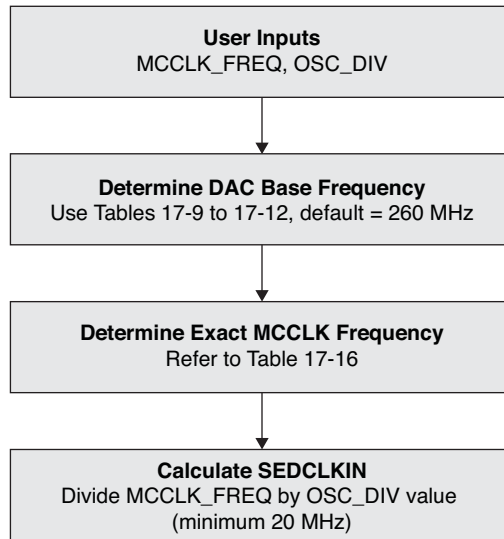 User Inputs
MCCLK_FREQ, OSC_DIV
Determine DAC Base Frequency
Use Tables 17-9 to 17-12, default = 260 MHz
Determine Exact MCCLK Frequency
Refer to Table 17-16
Calculate SEDCLKIN
Divide MCCLK_FREQ by OSC_DIV value
(minimum 20 MHz)